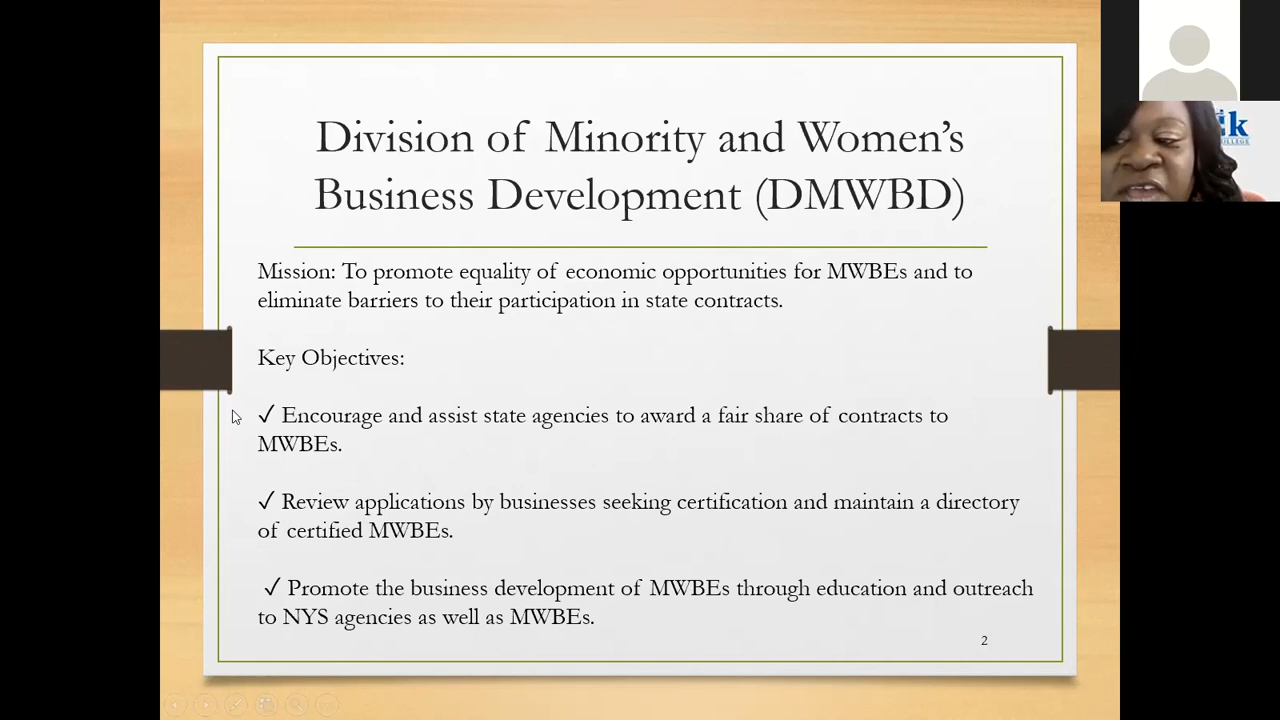 Division of Minority and Women's
Business Development (DMWBD)
Mission: To promote equality of economic opportunities for MWBEs and to
eliminate barriers to their participation in state contracts.
Key Objectives:
✓ Encourage and assist state agencies to award a fair share of contracts to
MWBEs.
✓ Review applications by businesses seeking certification and maintain a directory
of certified MWBEs.
✓ Promote the business development of MWBEs through education and outreach
to NYS agencies as well as MWBEs.
2